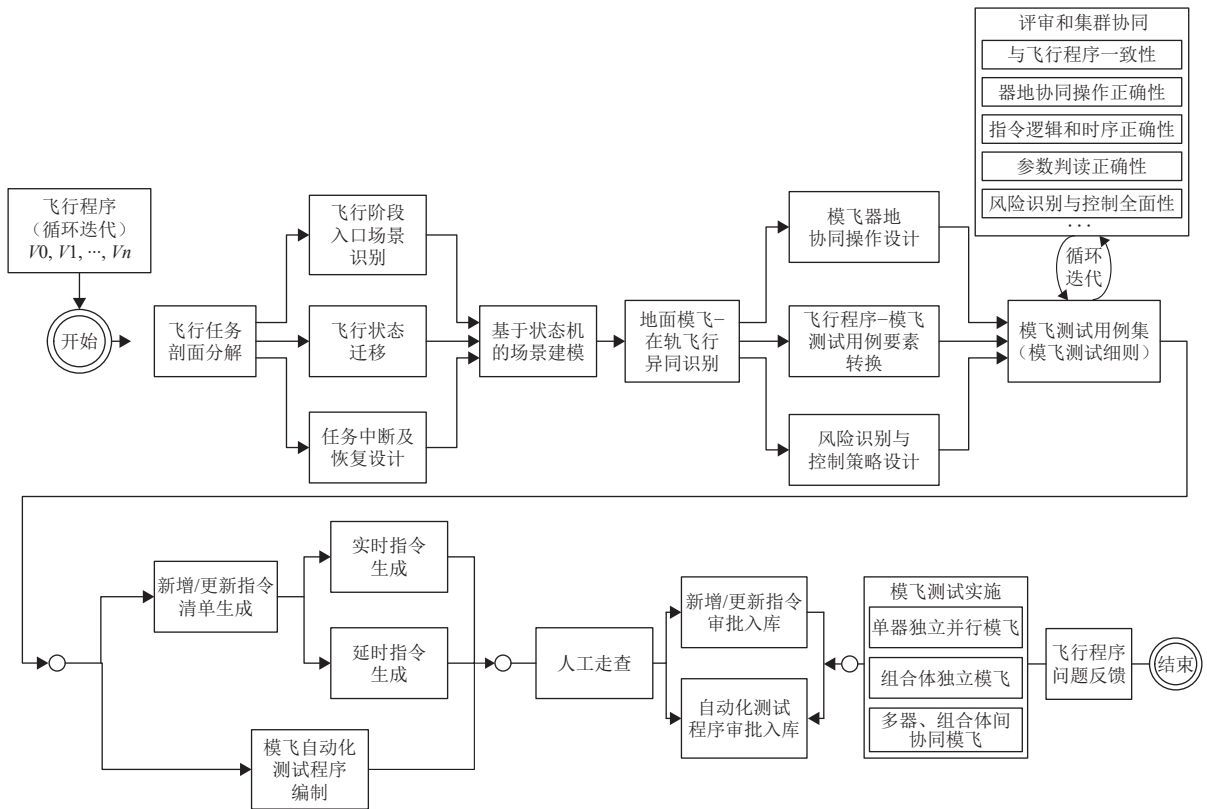 评审和集群协同
与飞行程序一致性
器地协同操作正确性
指令逻辑和时序正确性
参数判读正确性
风险识别与控制全面性
···
循环
迭代
飞行程序
（循环迭代）
V0, V1, ···, Vn
开始
飞行任务
剖面分解
飞行阶段
入口场景
识别
飞行状态
迁移
任务中断及
恢复设计
基于状态机
的场景建模
地面模飞−
在轨飞行
异同识别
模飞器地
协同操作设计
飞行程序−模飞
测试用例要素
转换
风险识别与
控制策略设计
模飞测试用例集
（模飞测试细则）
新增/更新指令
清单生成
实时指令
生成
延时指令
生成
模飞自动化
测试程序
编制
人工走查
新增/更新指令
审批入库
自动化测试
程序审批入库
模飞测试实施
单器独立并行模飞
组合体独立模飞
多器、组合体间
协同模飞
飞行程序
问题反馈
结束